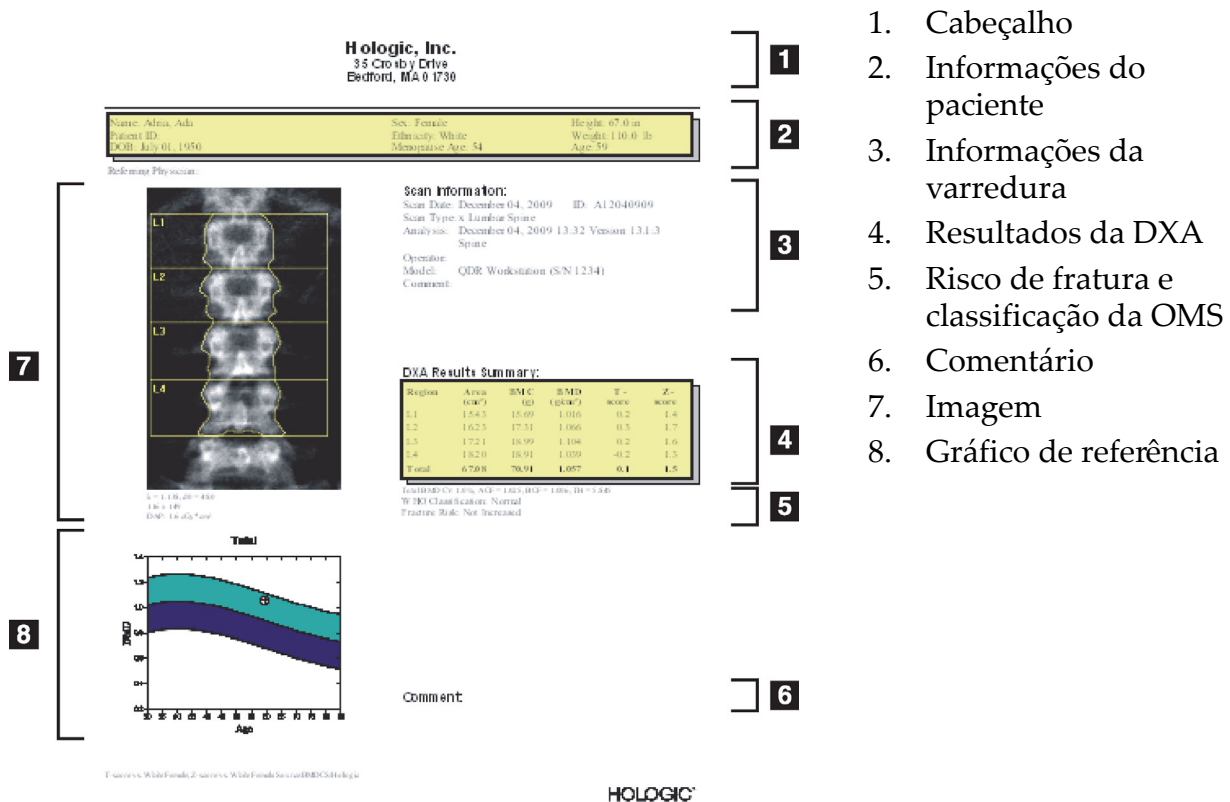 Hologic, Inc.
35 Crosby Drive
Bedford, MA 01730
1
Name: Adna, Ada
Patient ID:
DOB: July 01, 1950
Sex: Female
Ethnicity: White
Menopause Age: 54
Height: 67.0 in
Weight: 110.0 lb
Age: 59
2
Referring Physician:
L1
L2
L3
L4
7
Scan Information:
Scan Date: December 04, 2009 ID: A12040909
Scan Type: x Lumbar Spine
Analysis: December 04, 2009 13:32 Version 13.1:3
Spine
Operator:
Model: QDR Workstation (S/N 1234)
Comment:
3
DXA Results Summary:
Region Area (cm²) BMC (g) BMD (g/cm²) T-score Z-score
L1 15.43 15.69 1.016 0.2 1.4
L2 16.23 17.31 1.066 0.3 1.7
L3 17.21 18.99 1.104 0.2 1.6
L4 18.20 18.91 1.039 -0.2 1.3
Total 67.08 70.91 1.057 0.1 1.5
4
WHO Classification: Normal
Fracture Risk: Not Increased
5
Total
Age
8
Comment:
6
T-score vs. White Female; Z-score vs. White Female
HOLOGIC
1. Cabeçalho
2. Informações do
paciente
3. Informações da
varredura
4. Resultados da DXA
5. Risco de fratura e
classificação da OMS
6. Comentário
7. Imagem
8. Gráfico de referência